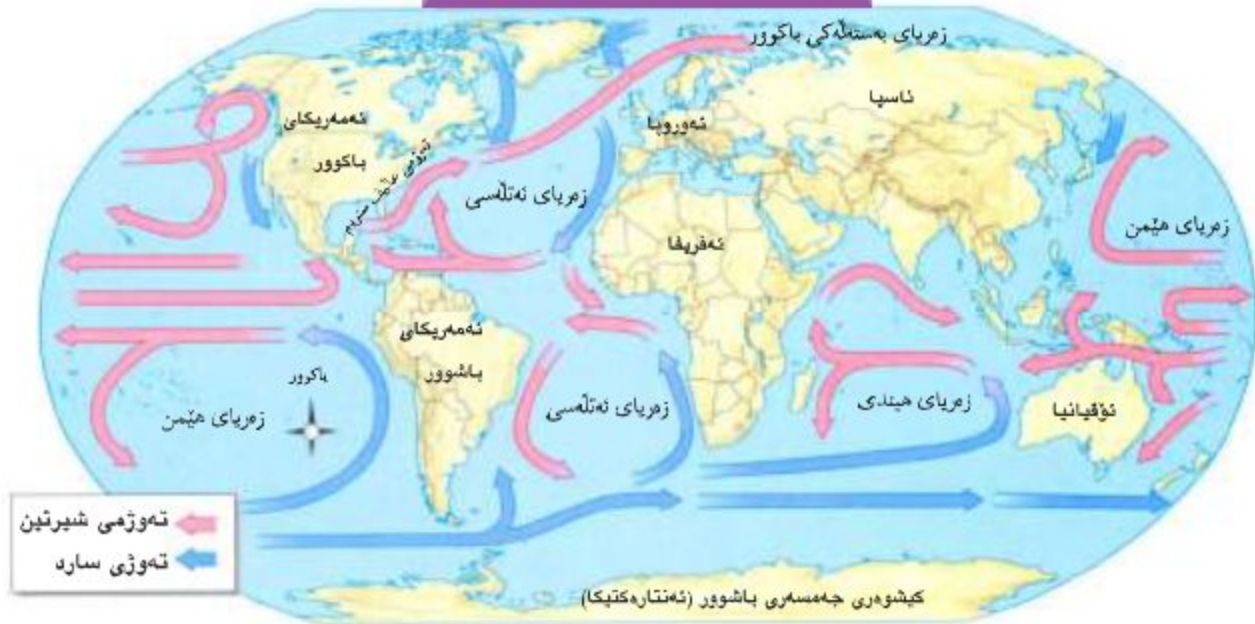 زەریای بەستەڵەکی باکوور
ئاسیا
ئەمەریکای
باکوور
ئەوروپا
تەوژمی
زەریای ئەتڵەسی
زەریای هێمن
ئەفریقا
ئەمەریکای
باشوور
باکوور
زەریای هێمن
زەریای ئەتڵەسی
زەریای هیندی
ئۆقیانیا
تەوژمی شیرتین
تەوژی سارد
کیشوەری جەمسەری باشوور (ئەنتارەکتیکا)